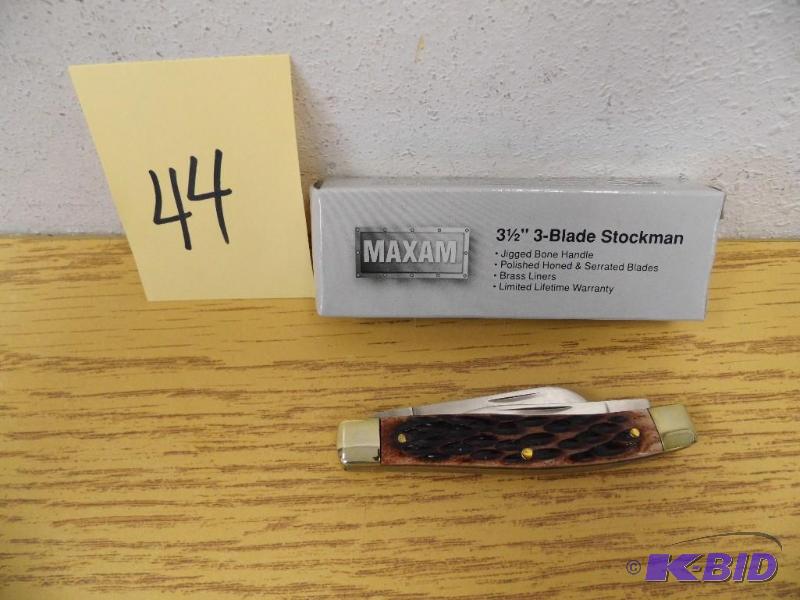 44
MAXAM
3½" 3-Blade Stockman
• Jigged Bone Handle
• Polished Honed & Serrated Blades
• Brass Liners
• Limited Lifetime Warranty
© K-BID